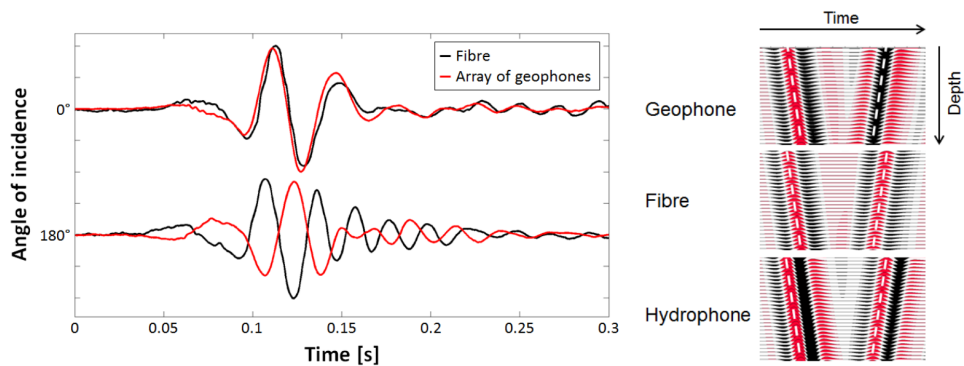 Angle of incidence
0°
180°
Fibre
Array of geophones
0
0.05
0.1
0.15
0.2
0.25
0.3
Time [s]
Time
Depth
Geophone
Fibre
Hydrophone